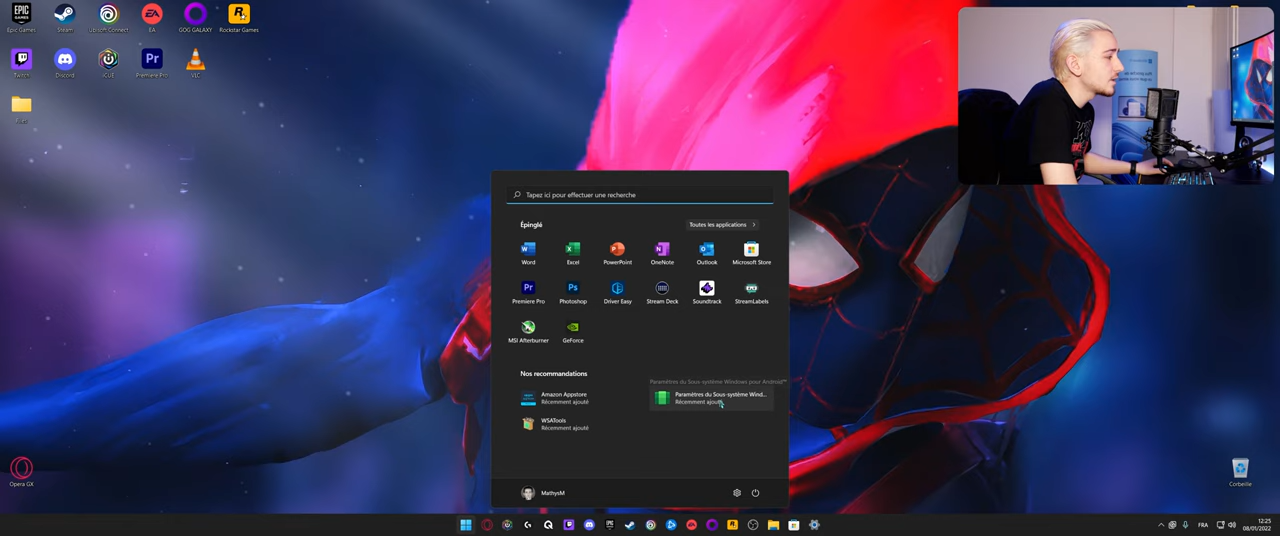 Epic Games
Steam
Ubisoft Connect
EA
GOG GALAXY
Rockstar Games
Twitch
Discord
iCUE
Premiere Pro
VLC
Tapez ici pour effectuer une recherche
Épinglé
Toutes les applications
Word
Excel
PowerPoint
OneNote
Outlook
Microsoft Store
Premiere Pro
Photoshop
Driver Easy
Stream Deck
Soundtrack
StreamLabels
MSI Afterburner
GeForce
Nos recommandations
Paramètres du Sous-système Windows pour Android™
Amazon Appstore
Récemment ajouté
Paramètres du Sous-système Wind...
Récemment ajouté
WSATools
Récemment ajouté
MathysM
Opera GX
Corbeille
FRA
12:25
08/01/2022